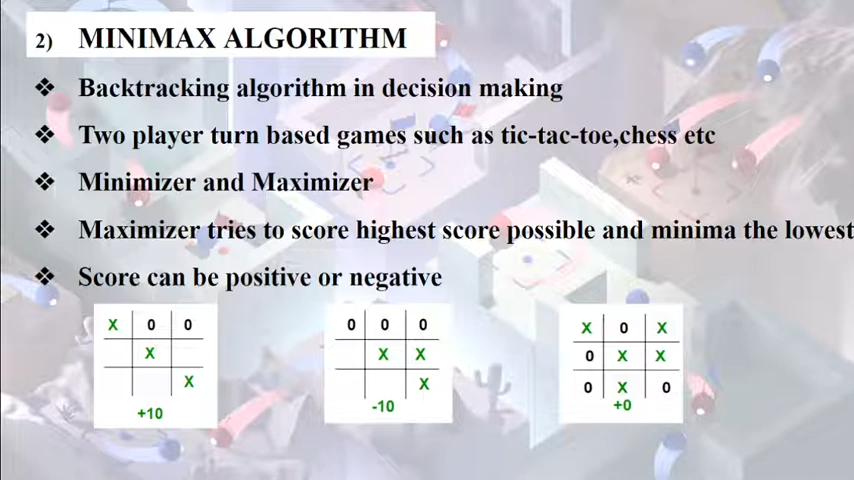 2) MINIMAX ALGORITHM
❖ Backtracking algorithm in decision making
❖ Two player turn based games such as tic-tac-toe,chess etc
❖ Minimizer and Maximizer
❖ Maximizer tries to score highest score possible and minima the lowest
❖ Score can be positive or negative
X 0 0
X
X
+10
0 0 0
X X
X
-10
X 0 X
0 X X
0 X 0
+0